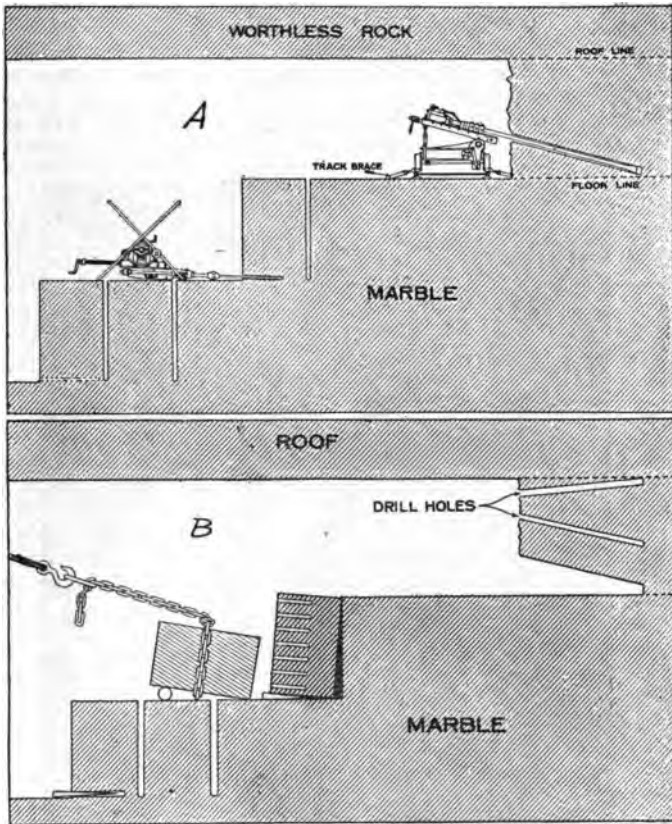 WORTHLESS ROCK
ROOF LINE
A
TRACK BRACE
FLOOR LINE
MARBLE
ROOF
DRILL HOLES
B
MARBLE